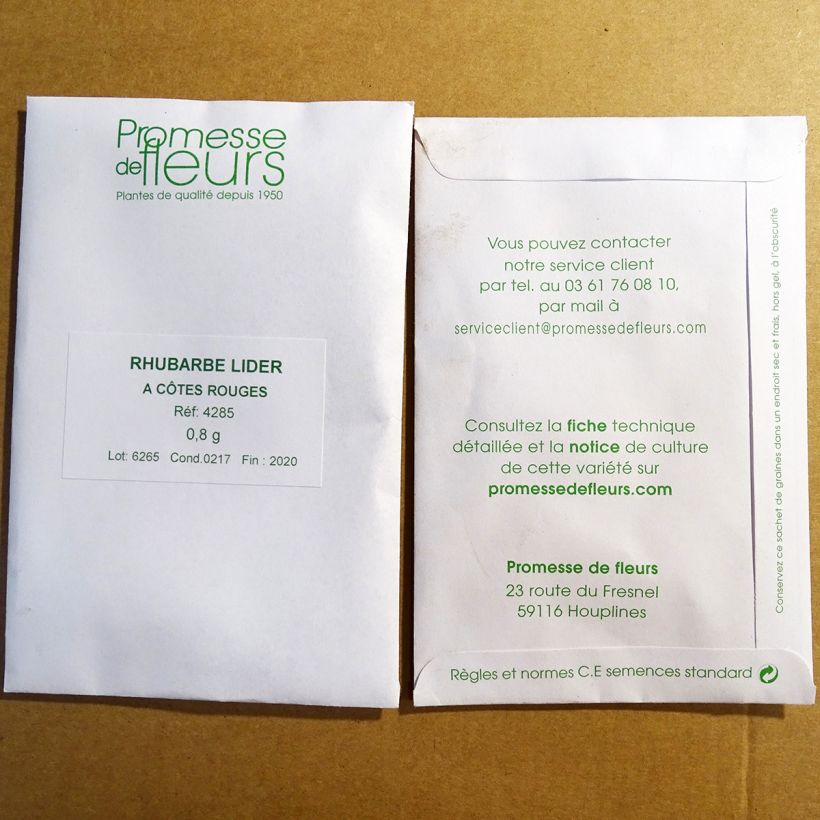 Promesse
de fleurs
Plantes de qualité depuis 1950
RHUBARBE LIDER
A CÔTES ROUGES
Réf: 4285
0,8 g
Lot: 6265 Cond.0217 Fin : 2020
Vous pouvez contacter
notre service client
par tel. au 03 61 76 08 10,
par mail à
serviceclient@promessedefleurs.com
Consultez la fiche technique
détaillée et la notice de culture
de cette variété sur
promessedefleurs.com
Promesse de fleurs
23 route du Fresnel
59116 Houplines
Règles et normes C.E semences standard
Conservez ce sachet de graines dans un endroit sec et frais, hors gel, à l'obscurité